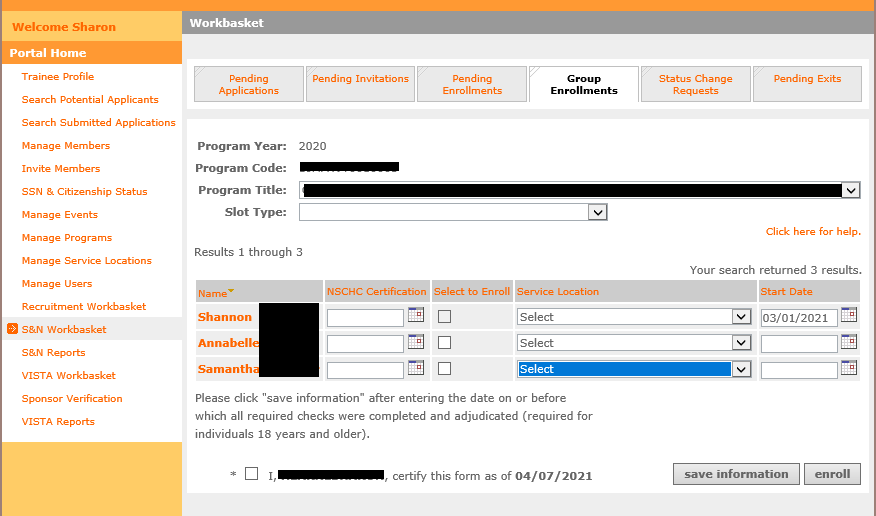 Welcome Sharon
Workbasket
Portal Home
Trainee Profile
Search Potential Applicants
Search Submitted Applications
Manage Members
Invite Members
SSN & Citizenship Status
Manage Events
Manage Programs
Manage Service Locations
Manage Users
Recruitment Workbasket
S&N Workbasket
S&N Reports
VISTA Workbasket
Sponsor Verification
VISTA Reports
Pending Applications
Pending Invitations
Pending Enrollments
Group Enrollments
Status Change Requests
Pending Exits
Program Year: 2020
Program Code:
Program Title:
Slot Type:
Click here for help.
Results 1 through 3
Your search returned 3 results.
Name NSCHC Certification Select to Enroll Service Location Start Date
Shannon Select 03/01/2021
Annabelle Select
Samantha Select
Please click "save information" after entering the date on or before
which all required checks were completed and adjudicated (required for
individuals 18 years and older).
* I, , certify this form as of 04/07/2021
save information
enroll